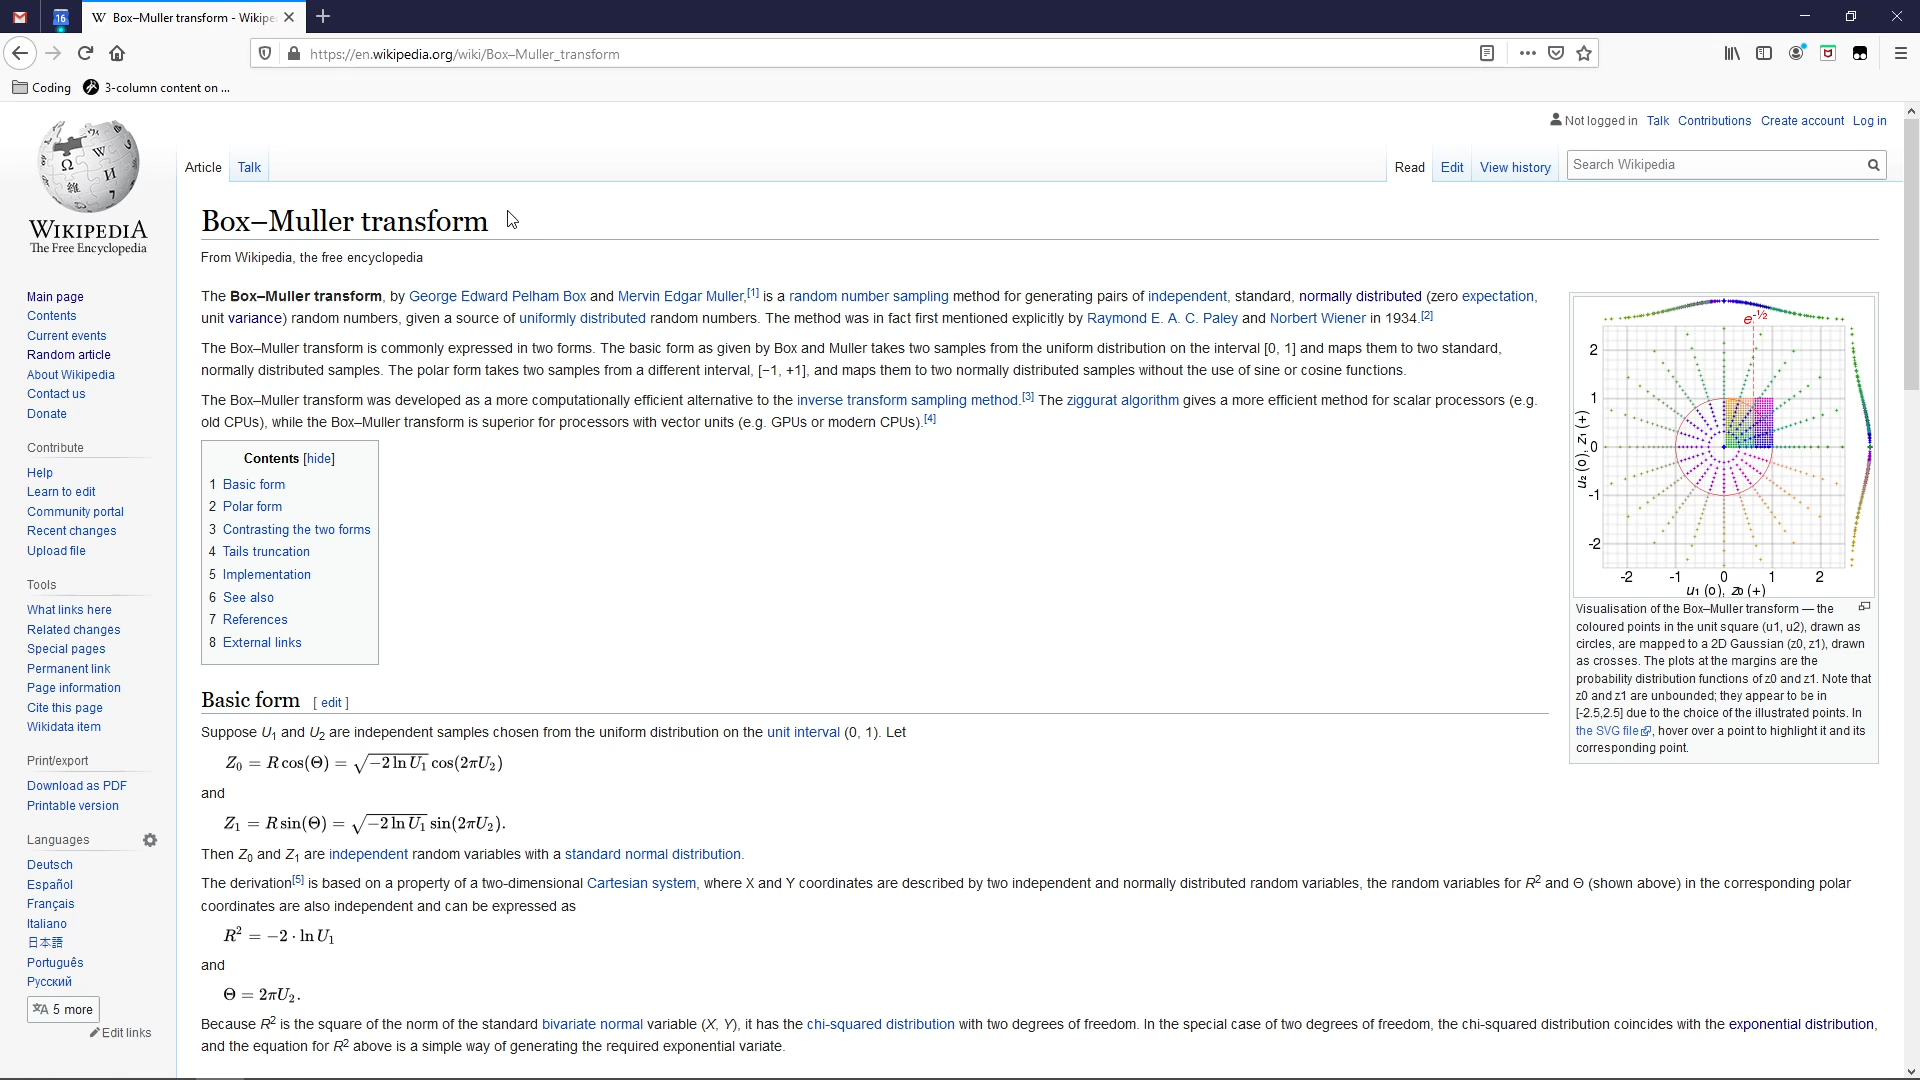 16
W Box–Muller transform - Wikipe
https://en.wikipedia.org/wiki/Box–Muller_transform
Coding
3-column content on ...
WIKIPEDIA
The Free Encyclopedia
Not logged in Talk Contributions Create account Log in
Article Talk
Read Edit View history
Search Wikipedia
Box–Muller transform
From Wikipedia, the free encyclopedia
The Box–Muller transform, by George Edward Pelham Box and Mervin Edgar Muller,[1] is a random number sampling method for generating pairs of independent, standard, normally distributed (zero expectation,
unit variance) random numbers, given a source of uniformly distributed random numbers. The method was in fact first mentioned explicitly by Raymond E. A. C. Paley and Norbert Wiener in 1934.[2]
The Box–Muller transform is commonly expressed in two forms. The basic form as given by Box and Muller takes two samples from the uniform distribution on the interval [0, 1] and maps them to two standard,
normally distributed samples. The polar form takes two samples from a different interval, [−1, +1], and maps them to two normally distributed samples without the use of sine or cosine functions.
The Box–Muller transform was developed as a more computationally efficient alternative to the inverse transform sampling method.[3] The ziggurat algorithm gives a more efficient method for scalar processors (e.g.
old CPUs), while the Box–Muller transform is superior for processors with vector units (e.g. GPUs or modern CPUs).[4]
Contents [hide]
1 Basic form
2 Polar form
3 Contrasting the two forms
4 Tails truncation
5 Implementation
6 See also
7 References
8 External links
Basic form [ edit ]
Suppose U₁ and U₂ are independent samples chosen from the uniform distribution on the unit interval (0, 1). Let
Z₀ = R cos(Θ) = √−2 ln U₁ cos(2πU₂)
and
Z₁ = R sin(Θ) = √−2 ln U₁ sin(2πU₂).
Then Z₀ and Z₁ are independent random variables with a standard normal distribution.
The derivation[5] is based on a property of a two-dimensional Cartesian system, where X and Y coordinates are described by two independent and normally distributed random variables, the random variables for R² and Θ (shown above) in the corresponding polar
coordinates are also independent and can be expressed as
R² = −2 · ln U₁
and
Θ = 2πU₂.
Because R² is the square of the norm of the standard bivariate normal variable (X, Y), it has the chi-squared distribution with two degrees of freedom. In the special case of two degrees of freedom, the chi-squared distribution coincides with the exponential distribution,
and the equation for R² above is a simple way of generating the required exponential variate.
e^-½
2
1
0
-1
-2
u₂ (o), z₁ (+)
-2 -1 0 1 2
u₁ (o), z₀ (+)
Visualisation of the Box–Muller transform — the
coloured points in the unit square (u1, u2), drawn as
circles, are mapped to a 2D Gaussian (z0, z1), drawn
as crosses. The plots at the margins are the
probability distribution functions of z0 and z1. Note that
z0 and z1 are unbounded; they appear to be in
[-2.5,2.5] due to the choice of the illustrated points. In
the SVG file, hover over a point to highlight it and its
corresponding point.
Main page
Contents
Current events
Random article
About Wikipedia
Contact us
Donate
Contribute
Help
Learn to edit
Community portal
Recent changes
Upload file
Tools
What links here
Related changes
Special pages
Permanent link
Page information
Cite this page
Wikidata item
Print/export
Download as PDF
Printable version
Languages
Deutsch
Español
Français
Italiano
日本語
Português
Русский
5 more
Edit links